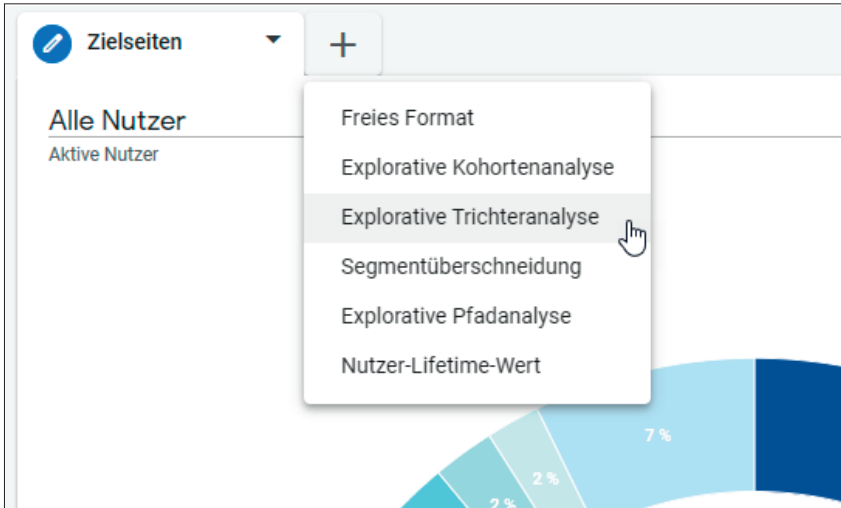 Zielseiten
+
Alle Nutzer
Aktive Nutzer
Freies Format
Explorative Kohortenanalyse
Explorative Trichteranalyse
Segmentüberschneidung
Explorative Pfadanalyse
Nutzer-Lifetime-Wert
7 %
2 %
2 %